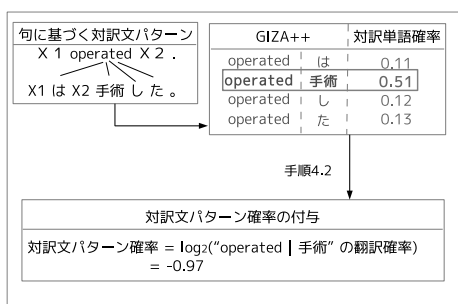 句に基づく対訳文パターン
X 1 operated X 2 .
X1 は X2 手術 し た 。
GIZA++ 対訳単語確率
operated は 0.11
operated 手術 0.51
operated し 0.12
operated た 0.13
手順4.2
対訳文パターン確率の付与
対訳文パターン確率 = log2(“operated | 手術” の翻訳確率)
= -0.97